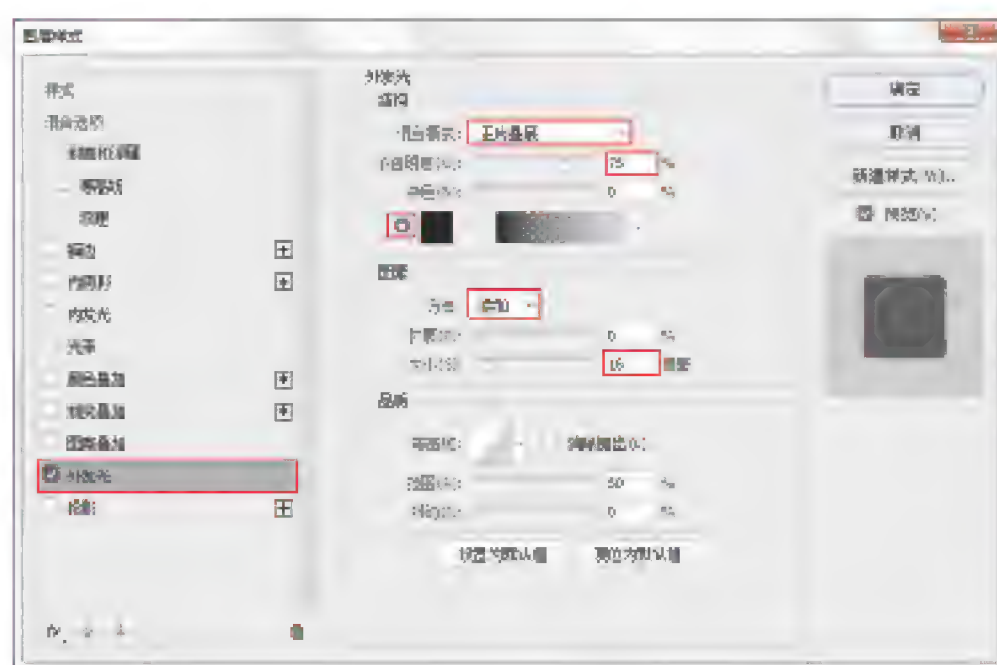 图层样式
样式
混合选项
斜面和浮雕
等高线
纹理
描边
内阴影
内发光
光泽
颜色叠加
渐变叠加
图案叠加
外发光
投影
外发光
结构
混合模式: 正片叠底
不透明度(O): 75 %
杂色(N): 0 %
图素
方法: 柔和
扩展(P): 0 %
大小(S): 16 像素
品质
等高线: 消除锯齿(L)
范围(R): 50 %
抖动(J): 0 %
设置为默认值 复位为默认值
确定
取消
新建样式(W)...
预览(V)